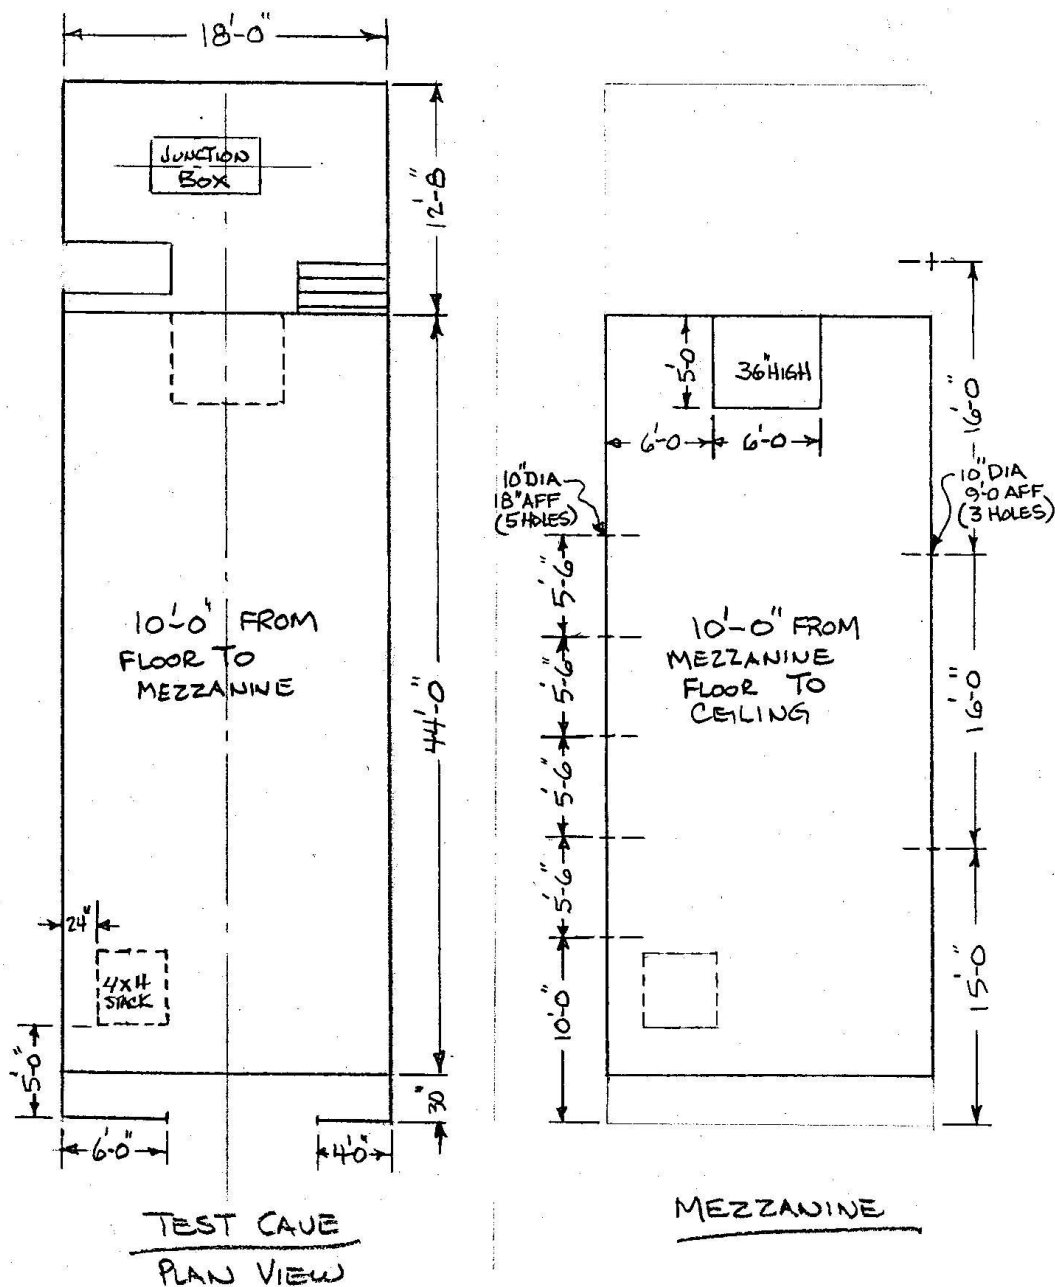 18'-0"
JUNCTION
BOX
12'-8"
10'-0" FROM
FLOOR TO
MEZZANINE
44'-0"
24"
4x4
STACK
5'-0"
30"
6'-0"
4'0"
TEST CAVE
PLAN VIEW
5'-0
36" HIGH
6'-0
6'-0
16'-0"
10" DIA
18" AFF
(5 HOLES)
10" DIA
9'-0 AFF
(3 HOLES)
5'-6"
5'-6"
5'-6"
5'-6"
10'-0"
10'-0" FROM
MEZZANINE
FLOOR TO
CEILING
16'-0"
15'-0"
MEZZANINE